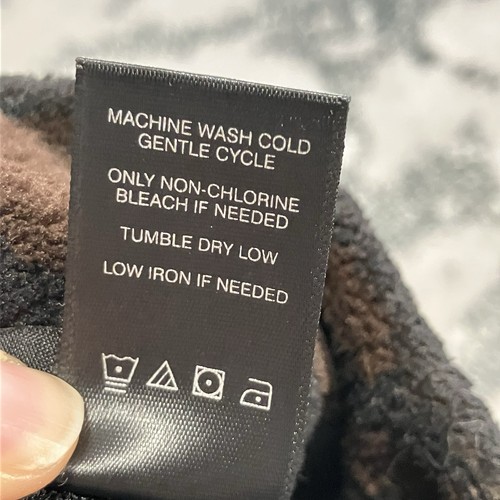 MACHINE WASH COLD
GENTLE CYCLE
ONLY NON-CHLORINE
BLEACH IF NEEDED
TUMBLE DRY LOW
LOW IRON IF NEEDED